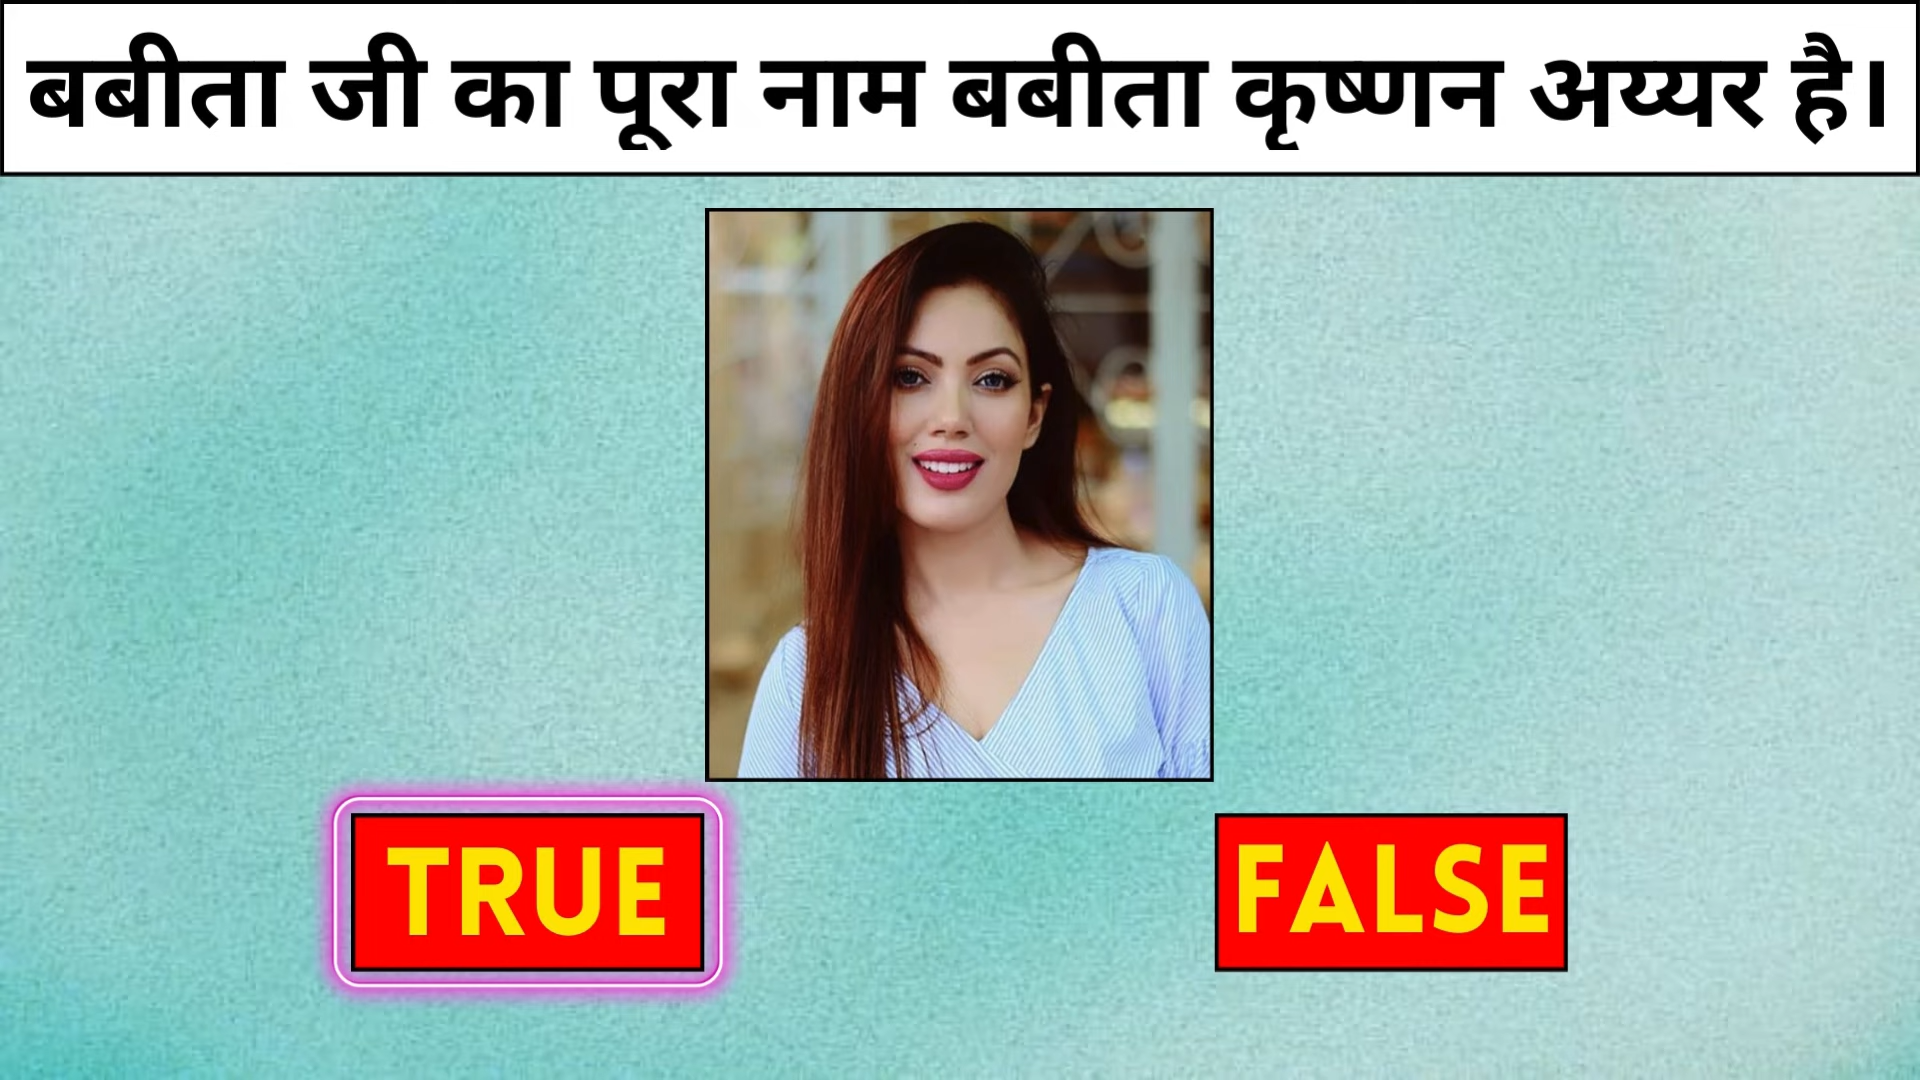 बबीता जी का पूरा नाम बबीता कृष्णन अय्यर है।
TRUE
FALSE